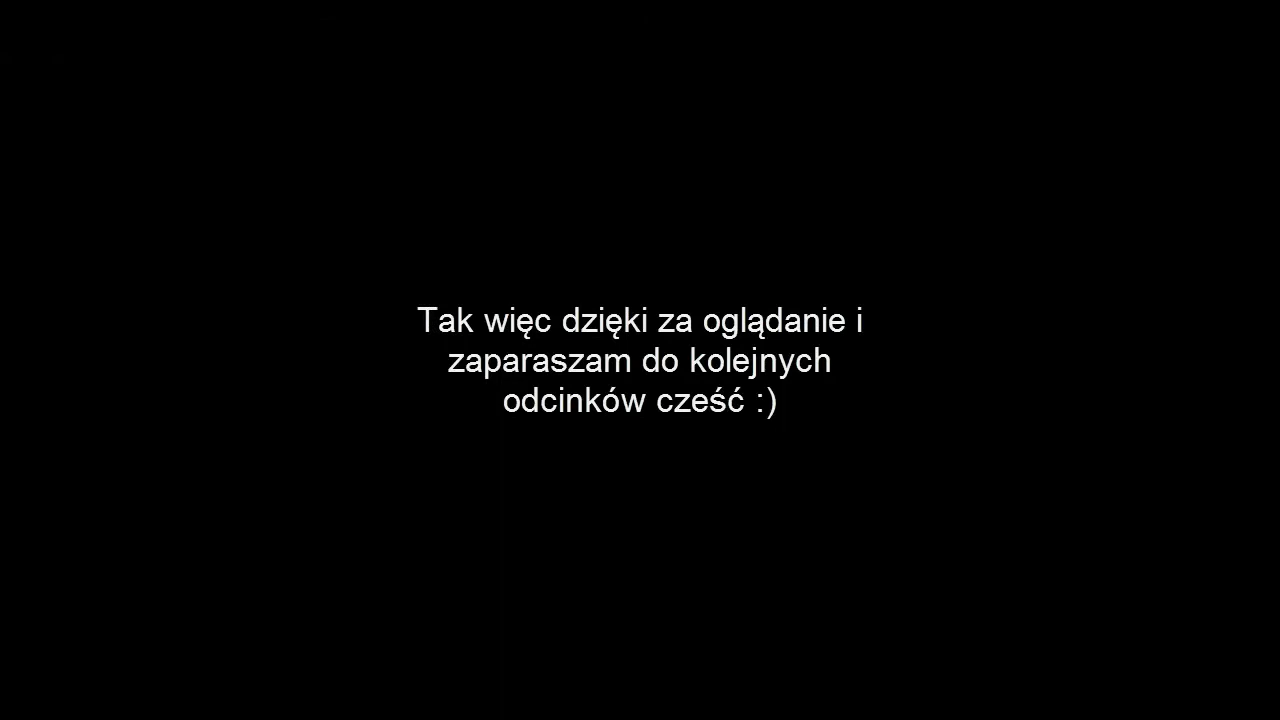 Tak więc dzięki za oglądanie i
zaparaszam do kolejnych
odcinków cześć :)